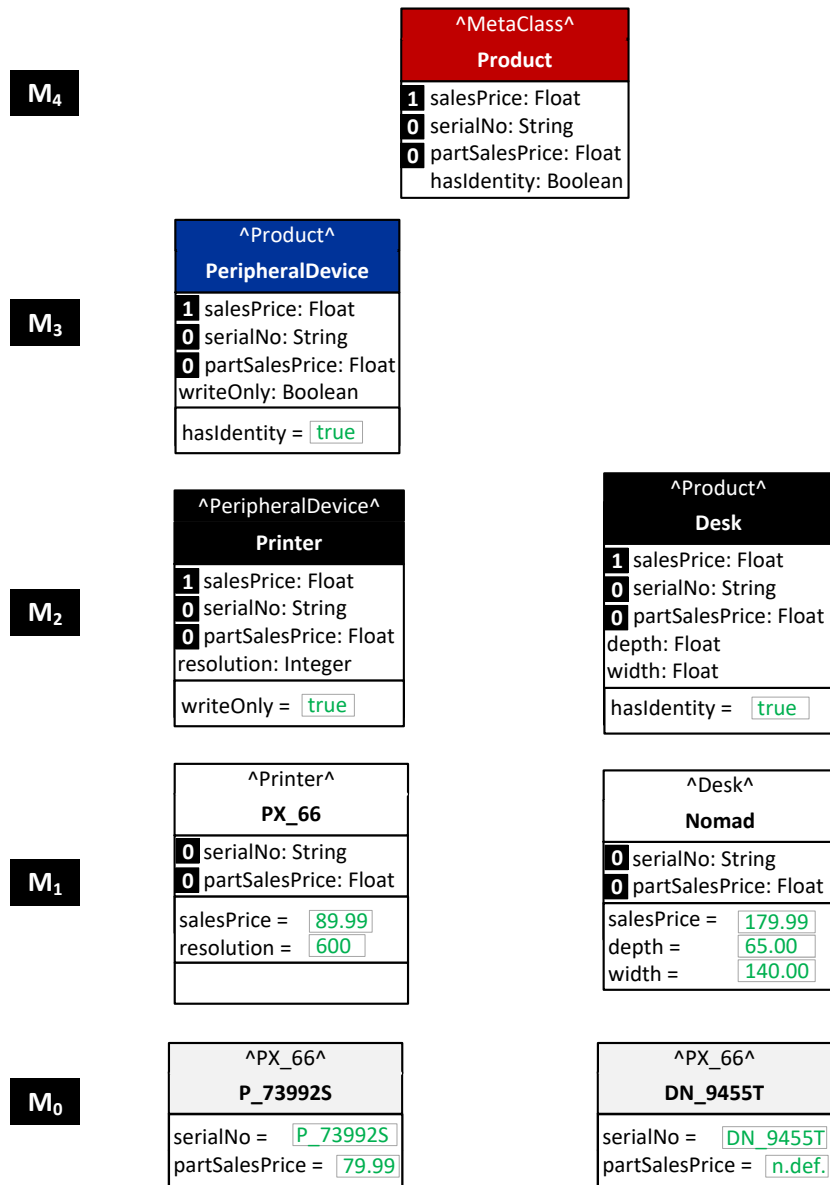 ^MetaClass^
Product
M₄
1 salesPrice: Float
0 serialNo: String
0 partSalesPrice: Float
hasIdentity: Boolean
^Product^
PeripheralDevice
M₃
1 salesPrice: Float
0 serialNo: String
0 partSalesPrice: Float
writeOnly: Boolean
hasIdentity = true
M₂
^PeripheralDevice^
Printer
1 salesPrice: Float
0 serialNo: String
0 partSalesPrice: Float
resolution: Integer
writeOnly = true
^Product^
Desk
1 salesPrice: Float
0 serialNo: String
0 partSalesPrice: Float
depth: Float
width: Float
hasIdentity = true
M₁
^Printer^
PX_66
0 serialNo: String
0 partSalesPrice: Float
salesPrice = 89.99
resolution = 600
^Desk^
Nomad
0 serialNo: String
0 partSalesPrice: Float
salesPrice = 179.99
depth = 65.00
width = 140.00
M₀
^PX_66^
P_73992S
serialNo = P_73992S
partSalesPrice = 79.99
^PX_66^
DN_9455T
serialNo = DN_9455T
partSalesPrice = n.def.